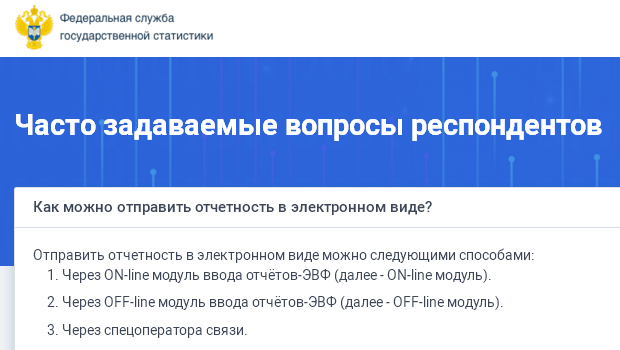 Федеральная служба
государственной статистики
Часто задаваемые вопросы респондентов
Как можно отправить отчетность в электронном виде?
Отправить отчетность в электронном виде можно следующими способами:
1. Через ON-line модуль ввода отчётов-ЭВФ (далее - ON-line модуль).
2. Через OFF-line модуль ввода отчётов-ЭВФ (далее - OFF-line модуль).
3. Через спецоператора связи.